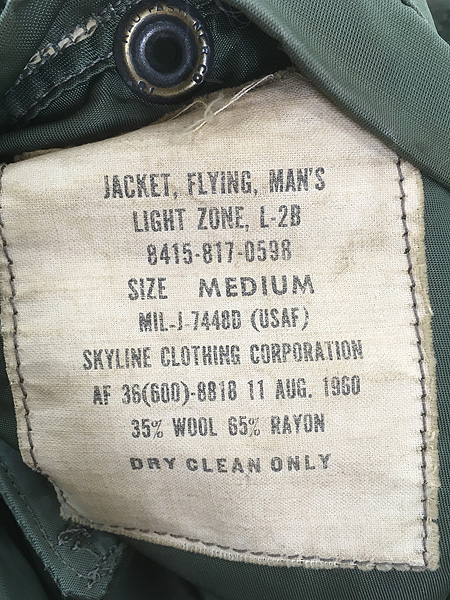 JACKET, FLYING, MAN'S
LIGHT ZONE, L-2B
8415-817-0598
SIZE MEDIUM
MIL-J-7448D (USAF)
SKYLINE CLOTHING CORPORATION
AF 36(600)-8818 11 AUG. 1960
35% WOOL 65% RAYON
DRY CLEAN ONLY